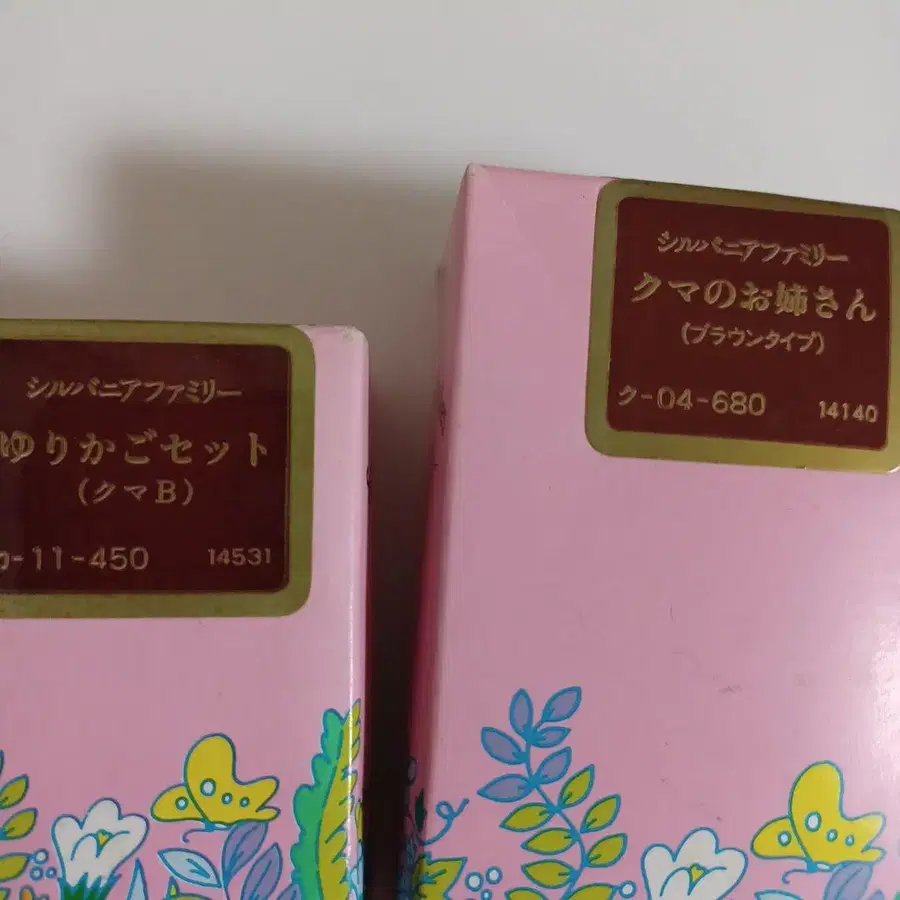 シルバニアファミリー
ゆりかごセット
(クマB)
カ-11-450 14531
シルバニアファミリー
クマのお姉さん
(ブラウンタイプ)
ク-04-680 14140